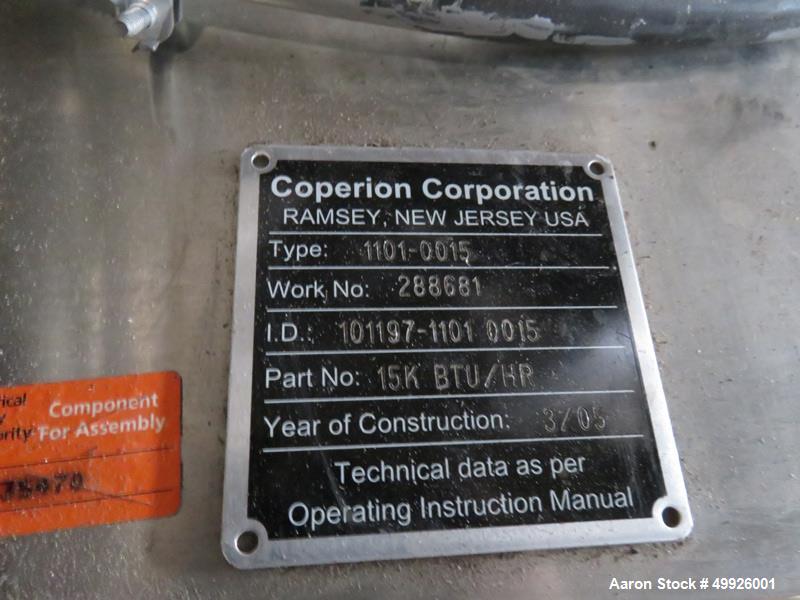 Coperion Corporation
RAMSEY, NEW JERSEY USA
Type: 1101-0015
Work No: 288681
I.D.: 101197-1101 0015
Part No: 15K BTU/HR
Year of Construction: 3/05
Technical data as per
Operating Instruction Manual
Component
For Assembly
Aaron Stock # 49926001